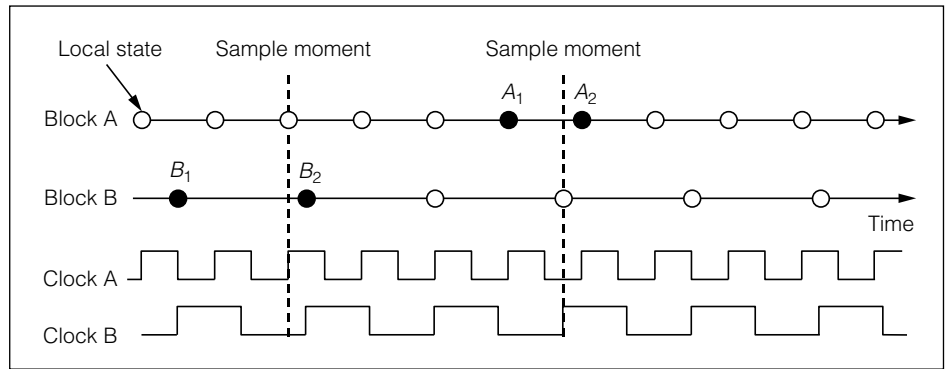 Local state
Sample moment
Sample moment
A1
A2
Block A
B1
B2
Block B
Time
Clock A
Clock B